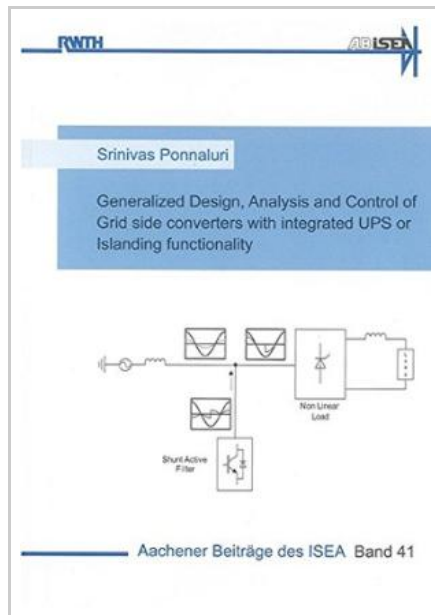 RWTH
ABISEA
Srinivas Ponnaluri
Generalized Design, Analysis and Control of
Grid side converters with integrated UPS or
Islanding functionality
Non Linear
Load
Shunt Active
Filter
Aachener Beiträge des ISEA Band 41